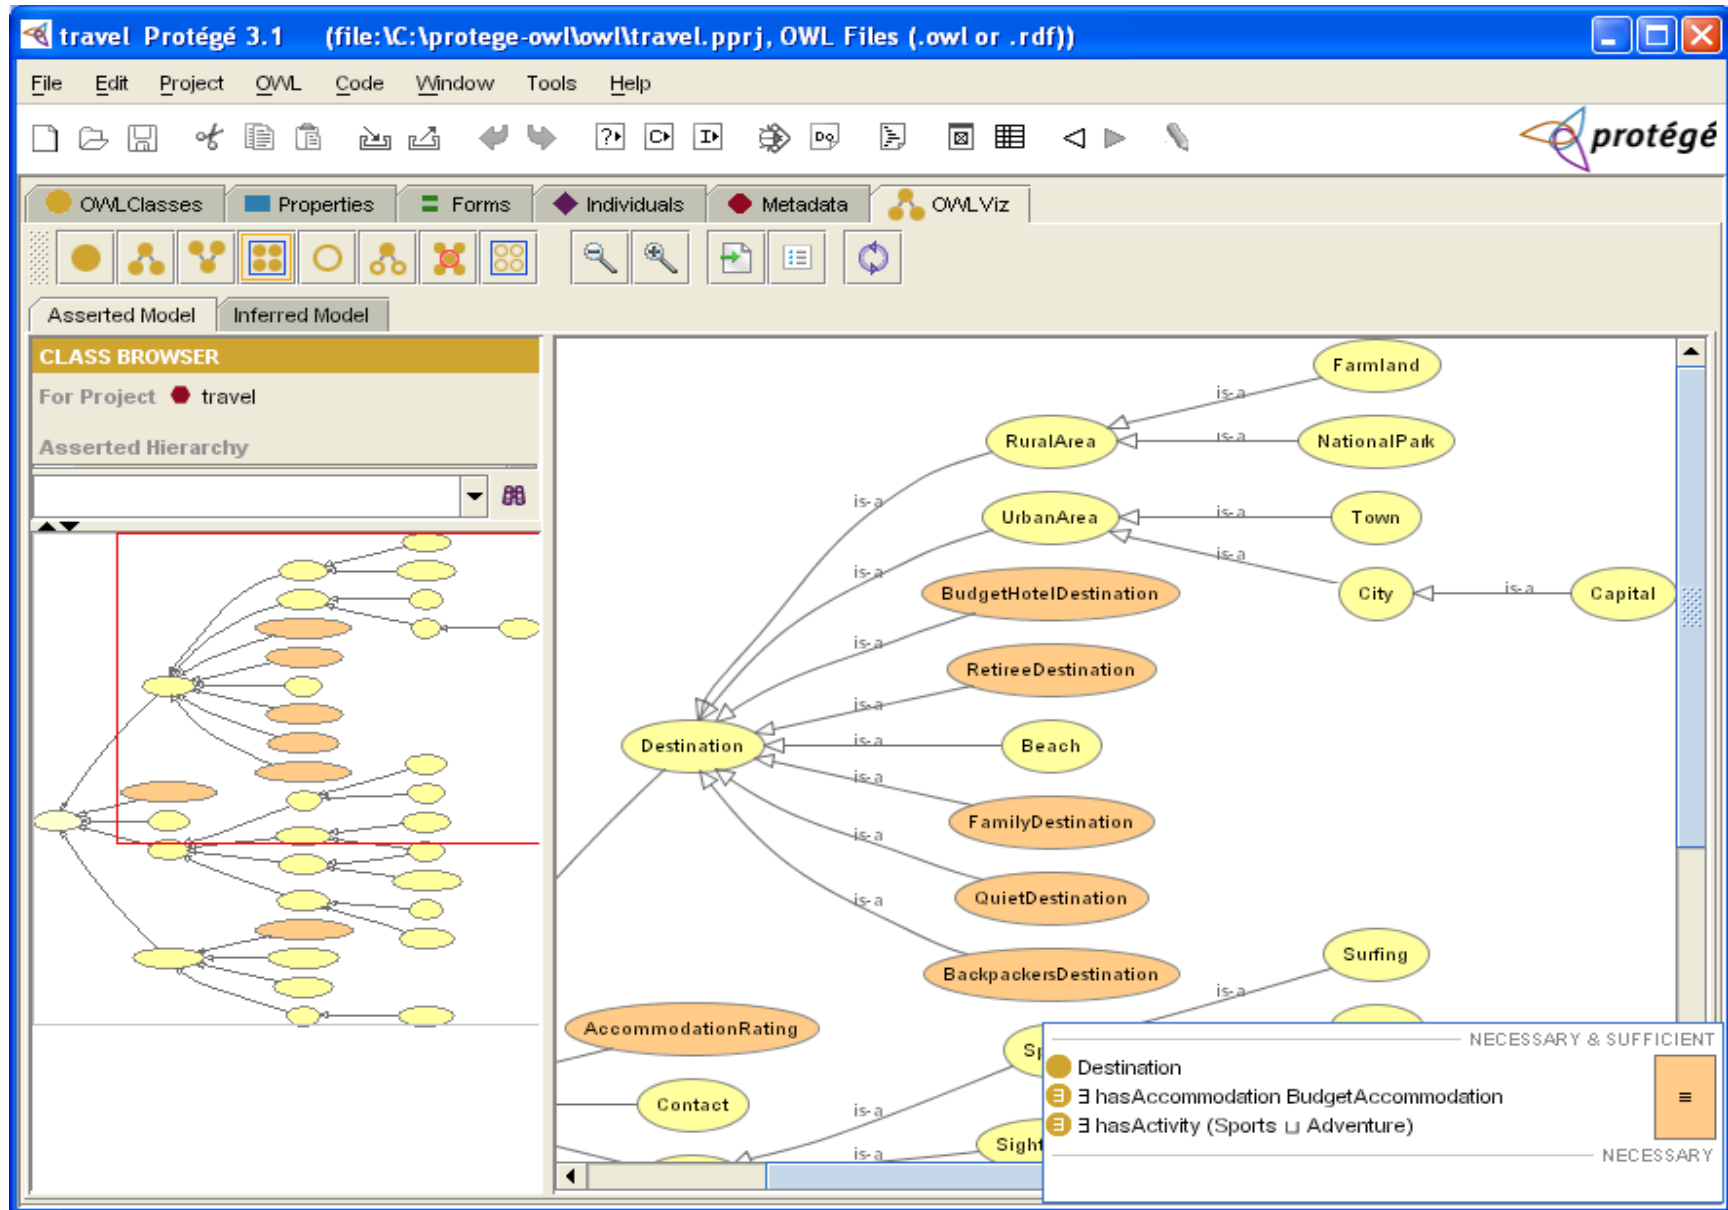 travel Protégé 3.1 (file:\C:\protege-owl\owl\travel.pprj, OWL Files (.owl or .rdf))
File Edit Project OWL Code Window Tools Help
protégé
OWLClasses Properties Forms Individuals Metadata OWLViz
Asserted Model Inferred Model
CLASS BROWSER
For Project travel
Asserted Hierarchy
Farmland
is-a
RuralArea is-a NationalPark
is-a
UrbanArea is-a Town
is-a
is-a
BudgetHotelDestination City is-a Capital
is-a
RetireeDestination
is-a
Destination is-a Beach
is-a
FamilyDestination
is-a
QuietDestination
is-a
Surfing
BackpackersDestination
is-a
AccommodationRating
Contact
is-a
Sight
is-a
NECESSARY & SUFFICIENT
Destination
∃ hasAccommodation BudgetAccommodation
≡
∃ hasActivity (Sports ⊔ Adventure)
NECESSARY